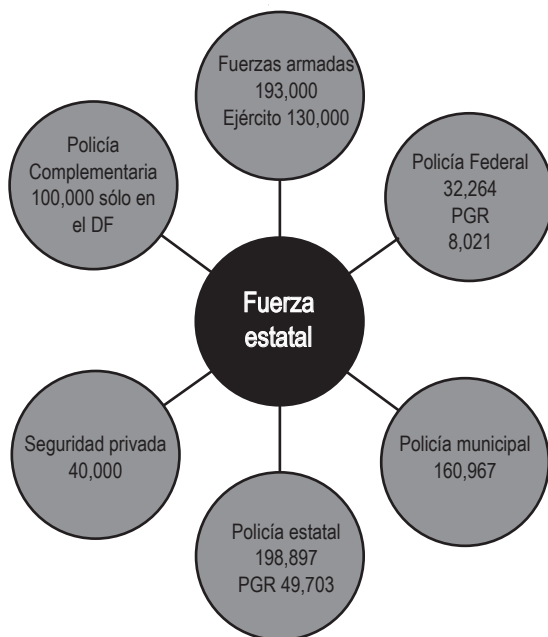 Fuerzas armadas
193,000
Ejército 130,000
Policía
Complementaria
100,000 sólo en
el DF
Policía Federal
32,264
PGR
8,021
Fuerza
estatal
Seguridad privada
40,000
Policía municipal
160,967
Policía estatal
198,897
PGR 49,703